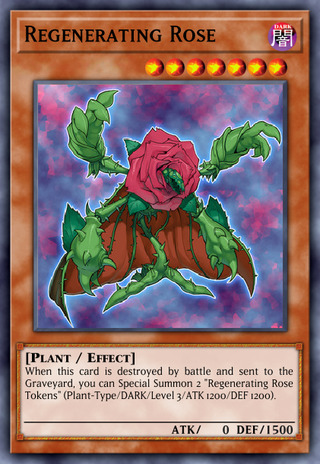 REGENERATING ROSE
DARK
闇
[PLANT / EFFECT]
When this card is destroyed by battle and sent to the
Graveyard, you can Special Summon 2 "Regenerating Rose
Tokens" (Plant-Type/DARK/Level 3/ATK 1200/DEF 1200).
ATK/ 0 DEF/1500